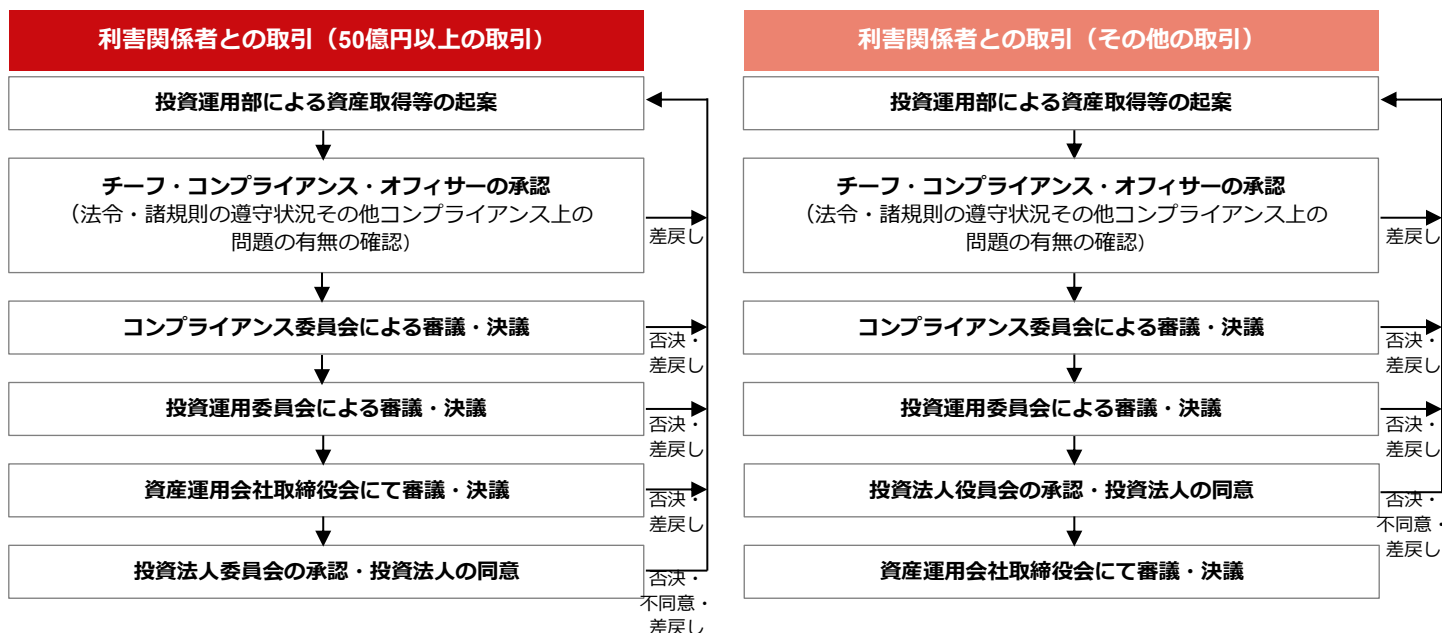 利害関係者との取引（50億円以上の取引）
投資運用部による資産取得等の起案
チーフ・コンプライアンス・オフィサーの承認
（法令・諸規則の遵守状況その他コンプライアンス上の
問題の有無の確認)
差戻し
コンプライアンス委員会による審議・決議
否決・
差戻し
投資運用委員会による審議・決議
否決・
差戻し
資産運用会社取締役会にて審議・決議
否決・
差戻し
投資法人委員会の承認・投資法人の同意
否決・
不同意・
差戻し
利害関係者との取引（その他の取引）
投資運用部による資産取得等の起案
チーフ・コンプライアンス・オフィサーの承認
（法令・諸規則の遵守状況その他コンプライアンス上の
問題の有無の確認)
差戻し
コンプライアンス委員会による審議・決議
否決・
差戻し
投資運用委員会による審議・決議
否決・
差戻し
投資法人役員会の承認・投資法人の同意
否決・
不同意・
差戻し
資産運用会社取締役会にて審議・決議